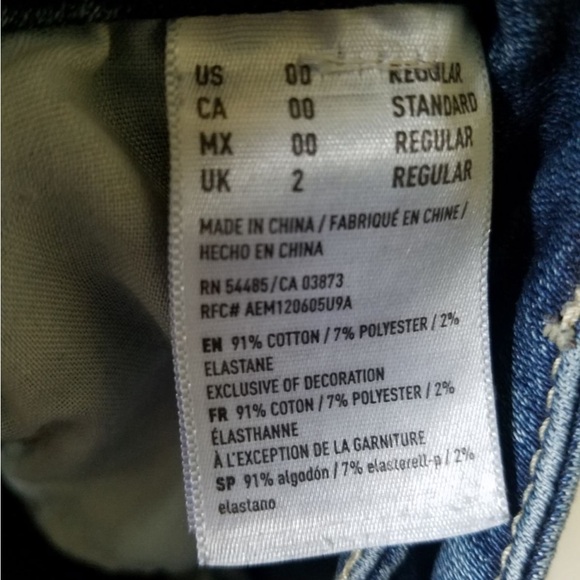 US 00 REGULAR
CA 00 STANDARD
MX 00 REGULAR
UK 2 REGULAR
MADE IN CHINA / FABRIQUÉ EN CHINE /
HECHO EN CHINA
RN 54485/CA 03873
RFC# AEM120605U9A
EN 91% COTTON / 7% POLYESTER / 2%
ELASTANE
EXCLUSIVE OF DECORATION
FR 91% COTON / 7% POLYESTER / 2%
ÉLASTHANNE
À L'EXCEPTION DE LA GARNITURE
SP 91% algodón / 7% elasterell-p / 2%
elastano